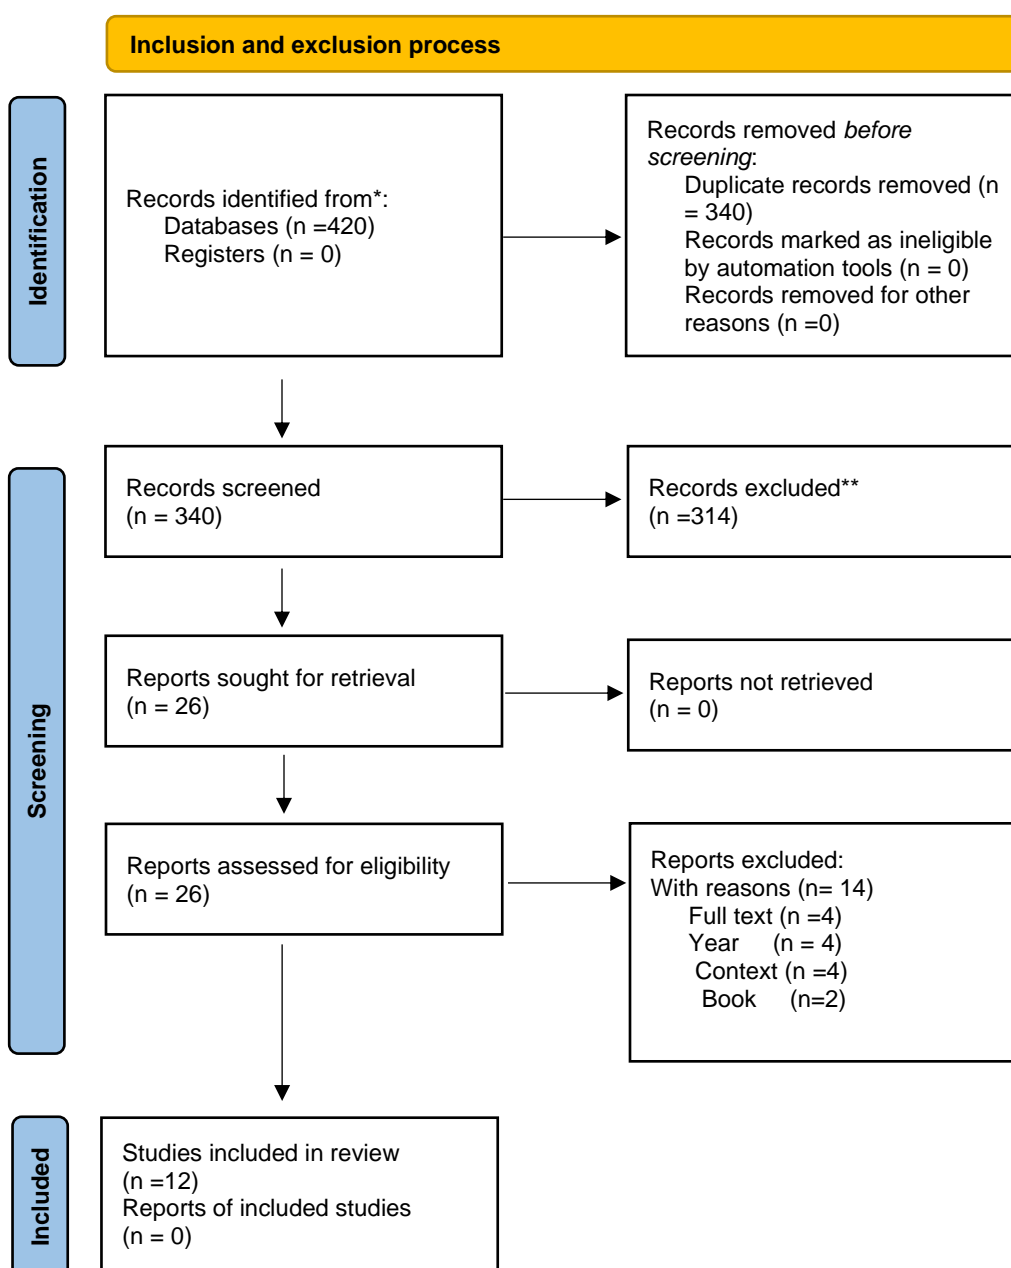 Inclusion and exclusion process
Identification
Records identified from*:
Databases (n =420)
Registers (n = 0)
Records removed before
screening:
Duplicate records removed (n
= 340)
Records marked as ineligible
by automation tools (n = 0)
Records removed for other
reasons (n =0)
Screening
Records screened
(n = 340)
Records excluded**
(n =314)
Reports sought for retrieval
(n = 26)
Reports not retrieved
(n = 0)
Reports assessed for eligibility
(n = 26)
Reports excluded:
With reasons (n= 14)
Full text (n =4)
Year (n = 4)
Context (n =4)
Book (n=2)
Included
Studies included in review
(n =12)
Reports of included studies
(n = 0)